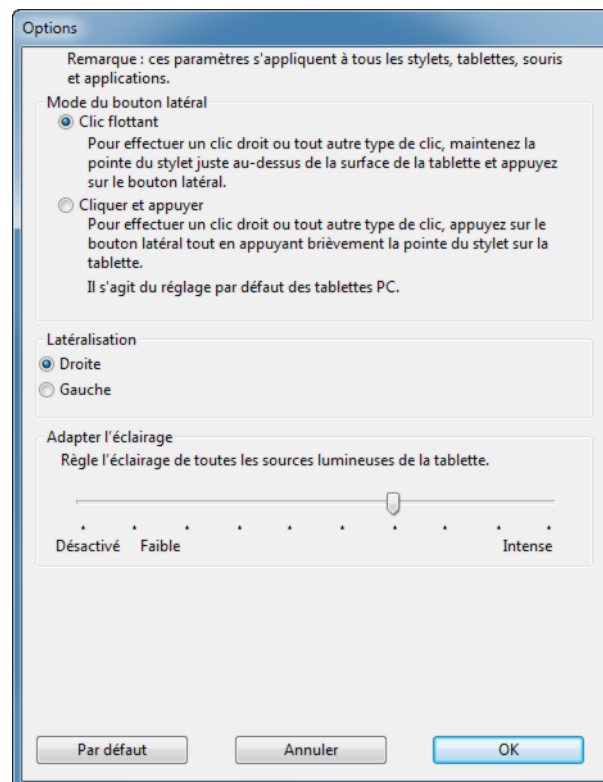 Options
Remarque : ces paramètres s'appliquent à tous les stylets, tablettes, souris
et applications.
Mode du bouton latéral
Clic flottant
Pour effectuer un clic droit ou tout autre type de clic, maintenez la
pointe du stylet juste au-dessus de la surface de la tablette et appuyez
sur le bouton latéral.
Cliquer et appuyer
Pour effectuer un clic droit ou tout autre type de clic, appuyez sur le
bouton latéral tout en appuyant brièvement la pointe du stylet sur la
tablette.
Il s'agit du réglage par défaut des tablettes PC.
Latéralisation
Droite
Gauche
Adapter l'éclairage
Règle l'éclairage de toutes les sources lumineuses de la tablette.
Désactivé Faible Intense
Par défaut Annuler OK